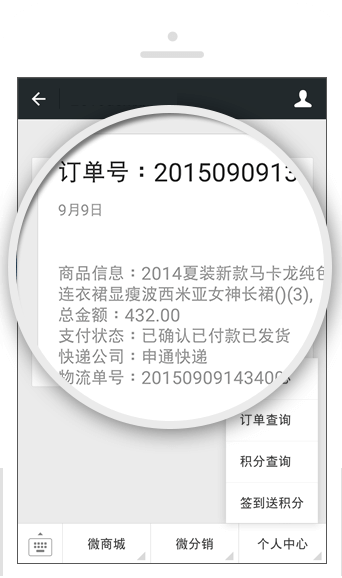 订单号：2015090913
9月9日
商品信息：2014夏装新款马卡龙纯色
连衣裙显瘦波西米亚女神长裙()(3),
总金额：432.00
支付状态：已确认已付款已发货
快递公司：申通快递
物流单号：20150909143400
订单查询
积分查询
签到送积分
微商城
微分销
个人中心